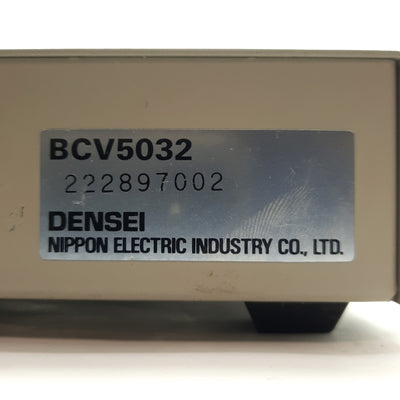 BCV5032
222897002
DENSEI
NIPPON ELECTRIC INDUSTRY CO., LTD.